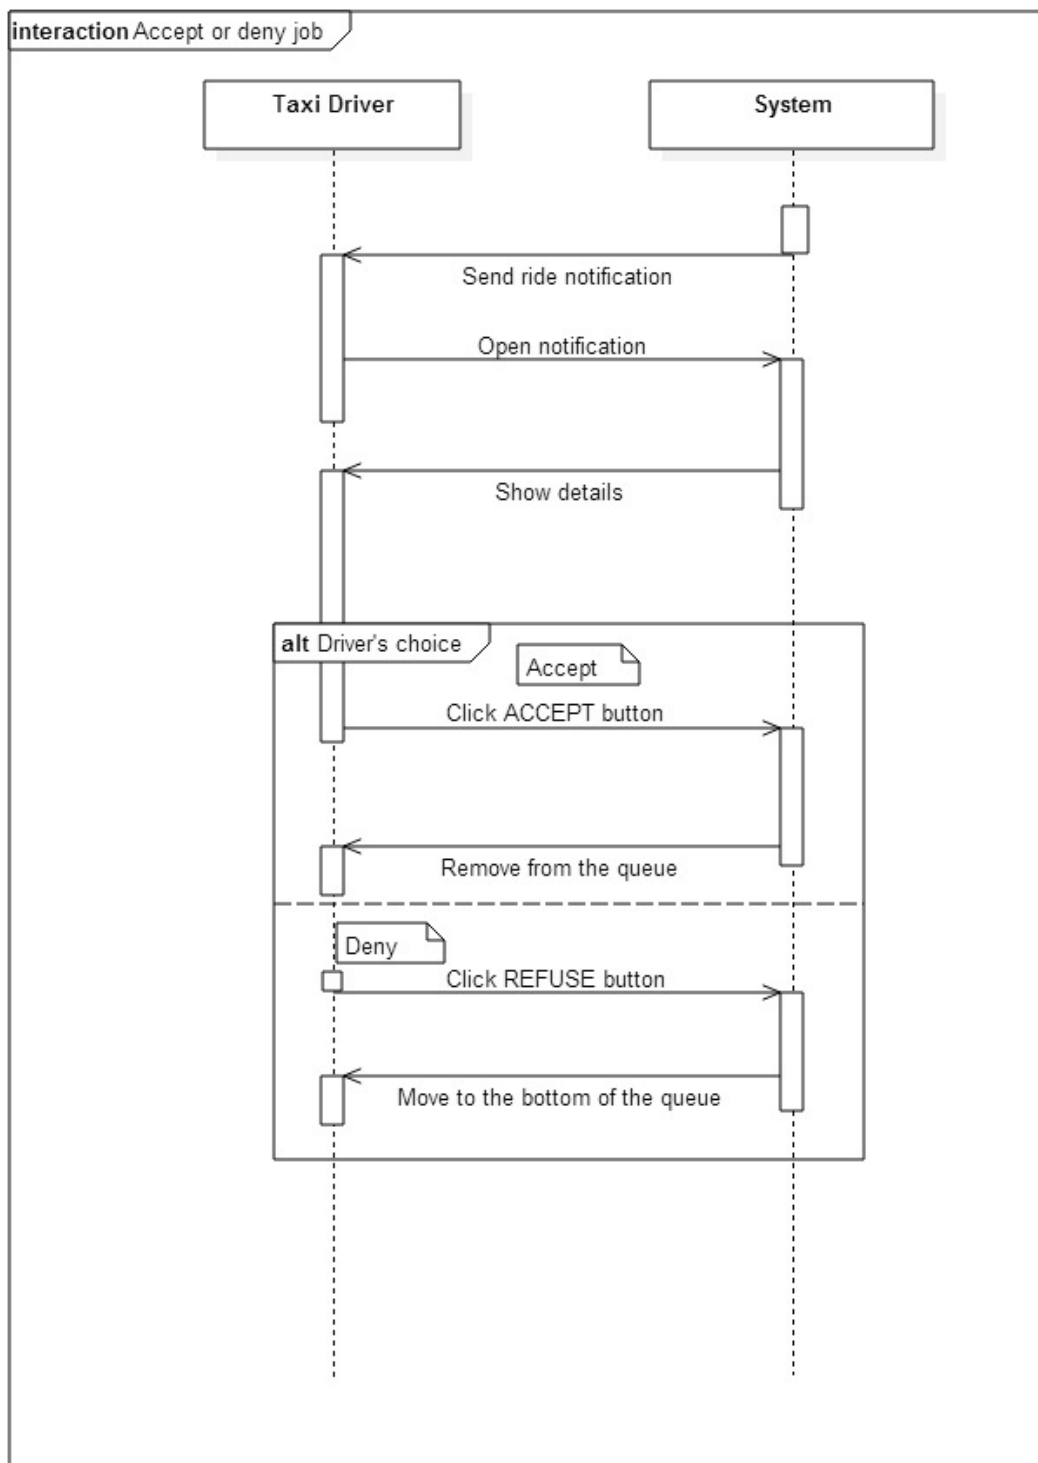 interaction Accept or deny job
Taxi Driver
System
Send ride notification
Open notification
Show details
alt Driver's choice
Accept
Click ACCEPT button
Remove from the queue
Deny
Click REFUSE button
Move to the bottom of the queue